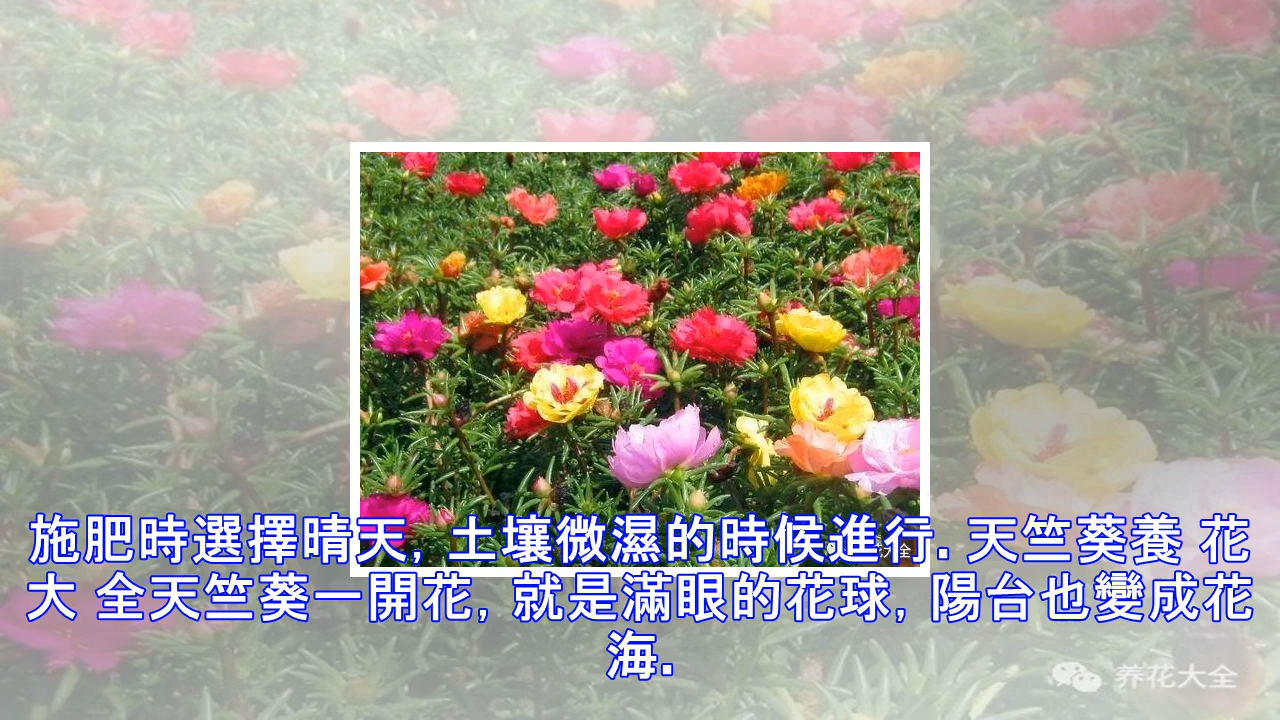 施肥時選擇晴天, 土壤微濕的時候進行. 天竺葵養 花
大 全天竺葵一開花, 就是滿眼的花球, 陽台也變成花
海.
养花大全